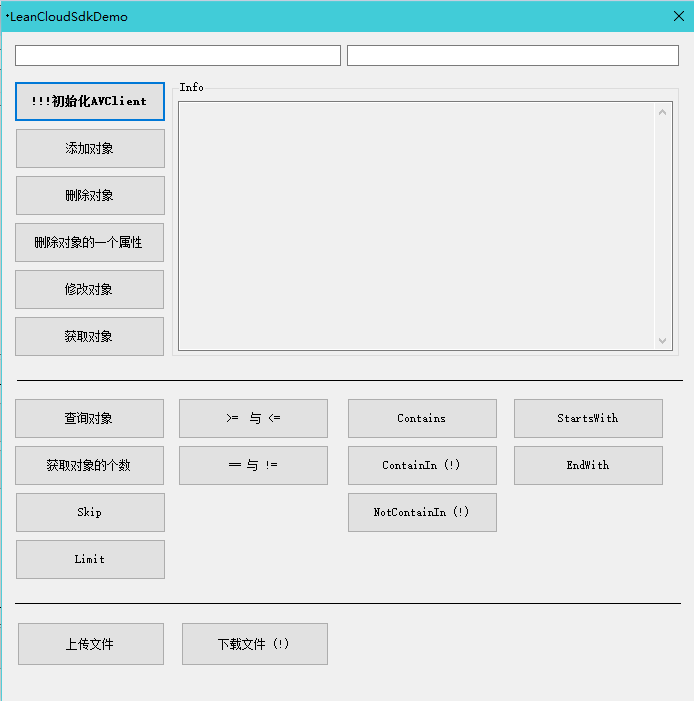 LeanCloudSdkDemo
!!!初始化AVClient
Info
添加对象
删除对象
删除对象的一个属性
修改对象
获取对象
查询对象
>= 与 <=
Contains
StartsWith
获取对象的个数
== 与 !=
ContainIn (!)
EndWith
Skip
NotContainIn (!)
Limit
上传文件
下载文件 (!)